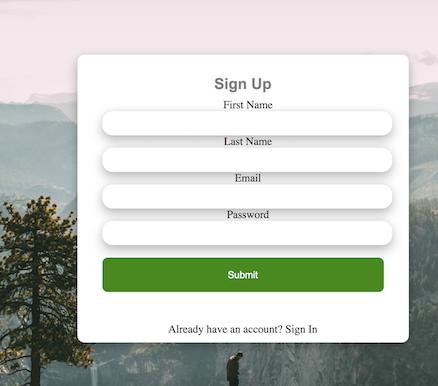 Sign Up
First Name
Last Name
Email
Password
Submit
Already have an account? Sign In